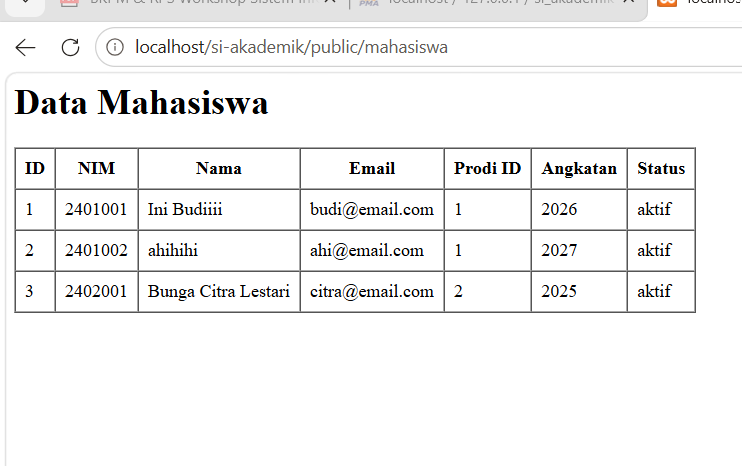 localhost/si-akademik/public/mahasiswa
Data Mahasiswa
ID NIM Nama Email Prodi ID Angkatan Status
1 2401001 Ini Budiiii budi@email.com 1 2026 aktif
2 2401002 ahihihi ahi@email.com 1 2027 aktif
3 2402001 Bunga Citra Lestari citra@email.com 2 2025 aktif